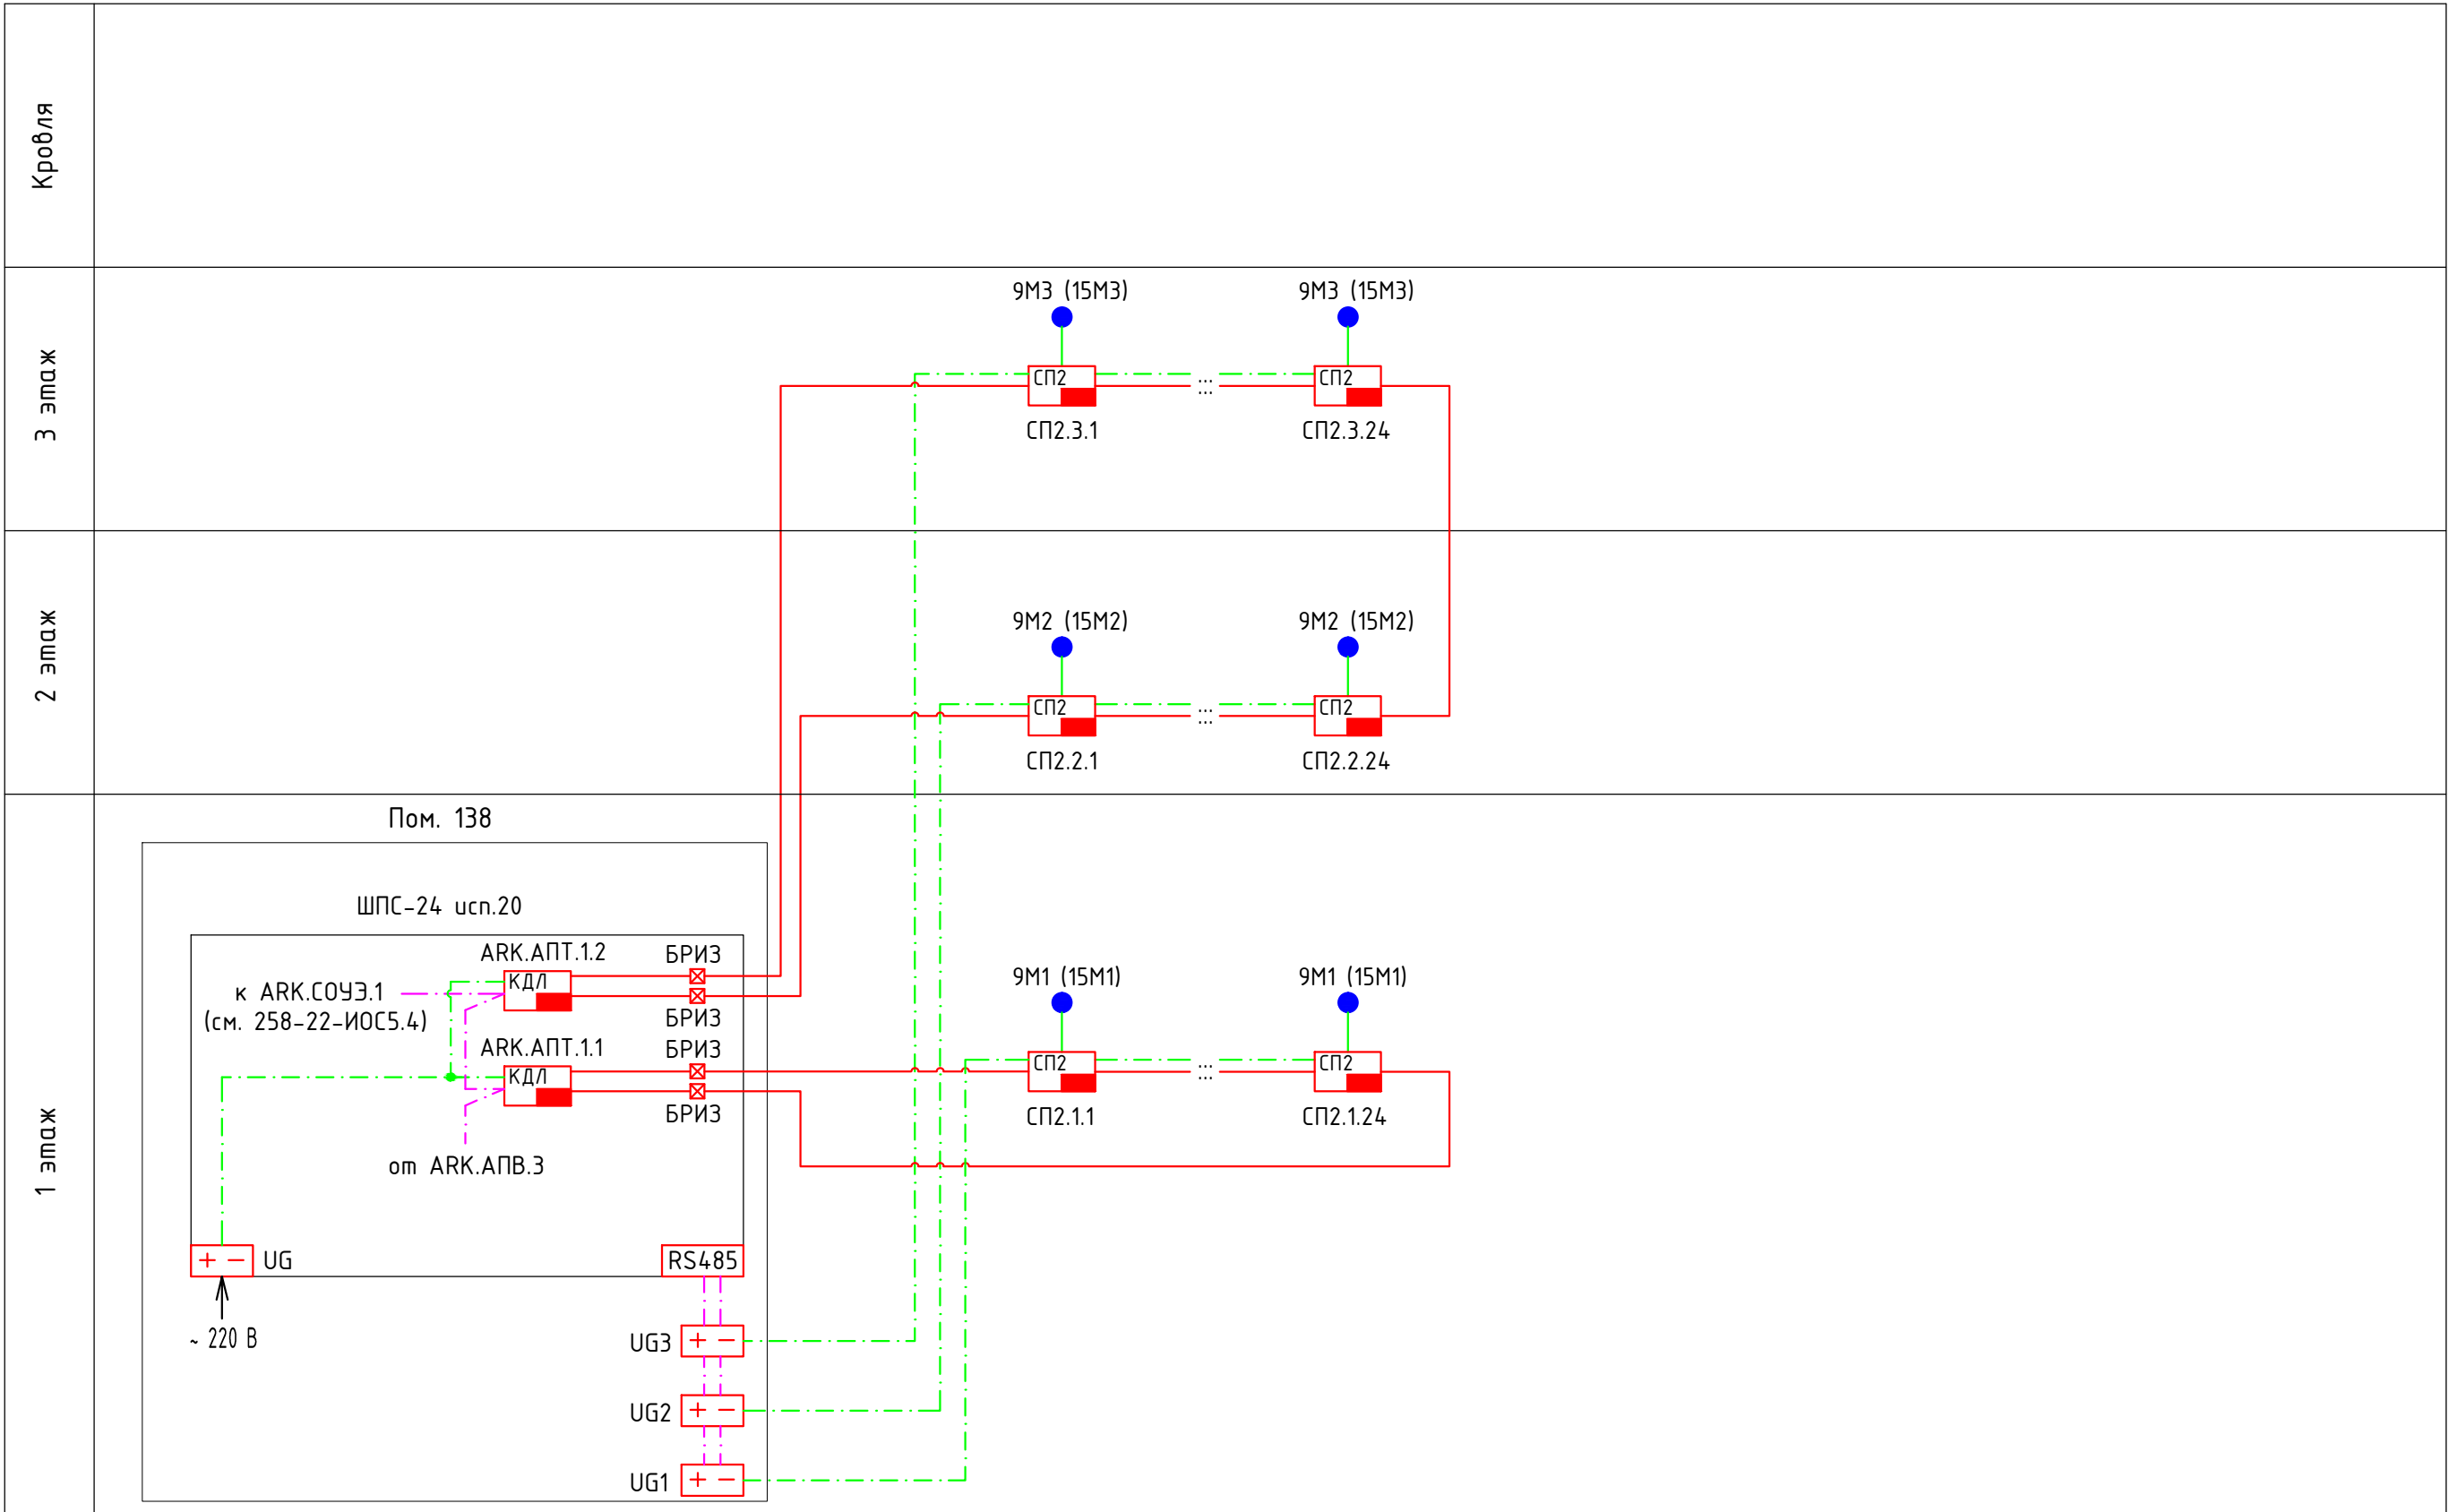 Кровля
3 этаж
9М3 (15М3)
9М3 (15М3)
СП2
:::
СП2
СП2.3.1
СП2.3.24
2 этаж
9М2 (15М2)
9М2 (15М2)
СП2
:::
СП2
СП2.2.1
СП2.2.24
1 этаж
Пом. 138
ШПС-24 исп.20
ARK.АПТ.1.2
БРИЗ
КДЛ
к ARK.СОУЭ.1
(см. 258-22-ИОС5.4)
БРИЗ
ARK.АПТ.1.1
БРИЗ
КДЛ
БРИЗ
от ARK.АПВ.3
9М1 (15М1)
9М1 (15М1)
СП2
:::
СП2
СП2.1.1
СП2.1.24
+ − UG
RS485
~ 220 В
UG3 + −
UG2 + −
UG1 + −